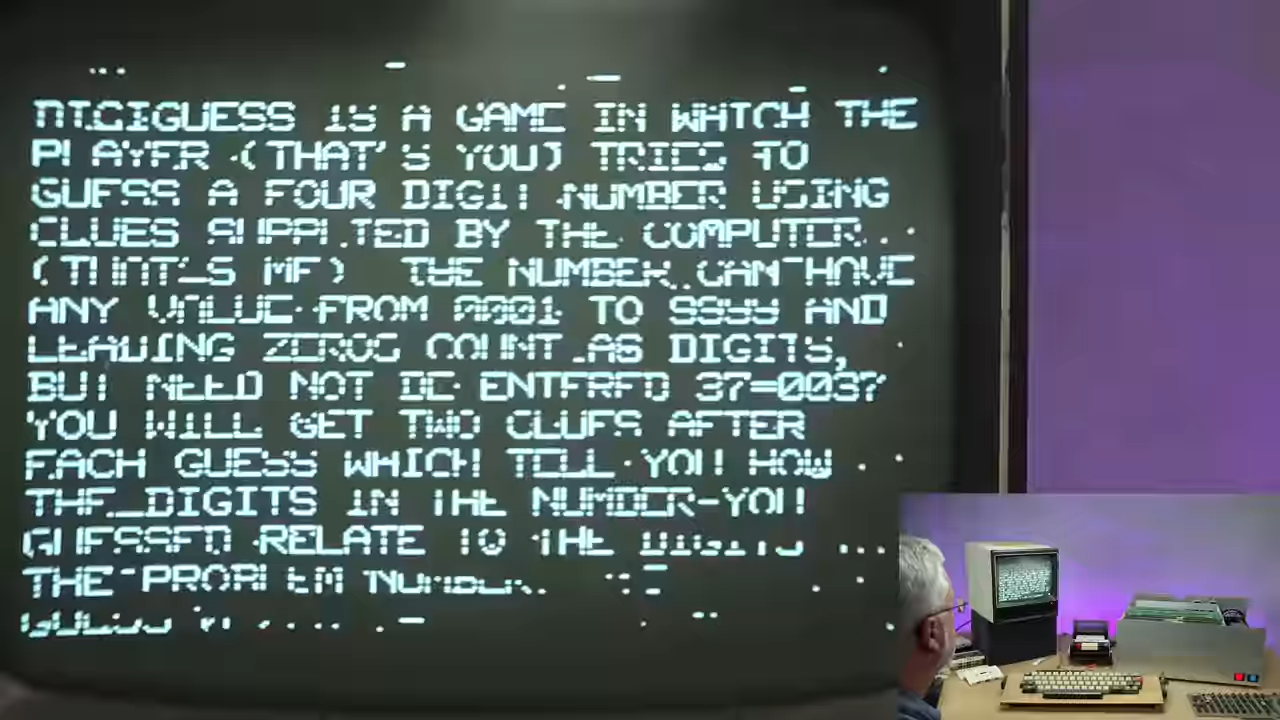 DIGIGUESS IS A GAME IN WHICH THE
PLAYER (THAT'S YOU) TRIES TO
GUESS A FOUR DIGIT NUMBER USING
CLUES SUPPLIED BY THE COMPUTER
(THAT'S ME) THE NUMBER CAN HAVE
ANY VALUE FROM 0001 TO 9999 AND
LEADING ZEROS COUNT AS DIGITS,
BUT NEED NOT BE ENTERED 37=0037
YOU WILL GET TWO CLUES AFTER
EACH GUESS WHICH TELL YOU HOW
THE DIGITS IN THE NUMBER YOU
GUESSED RELATE TO THE DIGITS
THE PROBLEM NUMBER.